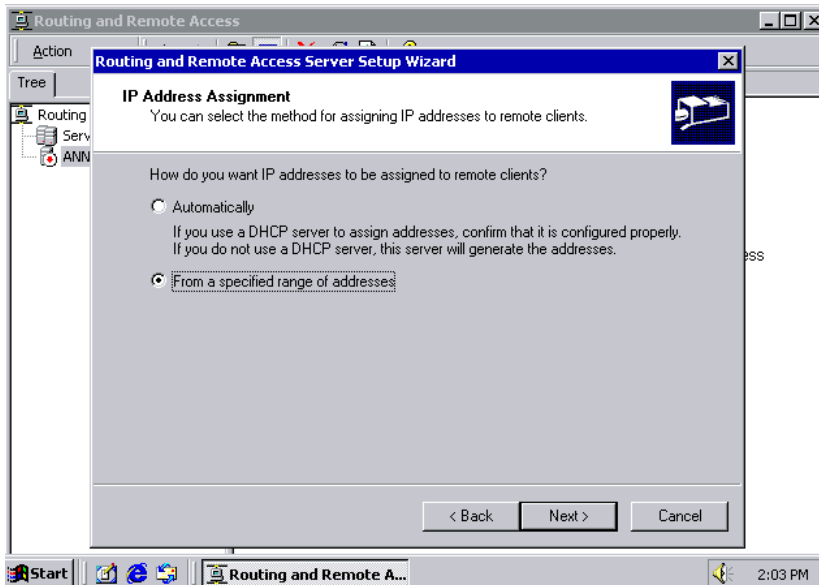 Routing and Remote Access
Action
Tree
Routing
Serv
ANN
ess
Routing and Remote Access Server Setup Wizard
IP Address Assignment
You can select the method for assigning IP addresses to remote clients.
How do you want IP addresses to be assigned to remote clients?
Automatically
If you use a DHCP server to assign addresses, confirm that it is configured properly.
If you do not use a DHCP server, this server will generate the addresses.
From a specified range of addresses
< Back
Next >
Cancel
Start
Routing and Remote A...
2:03 PM